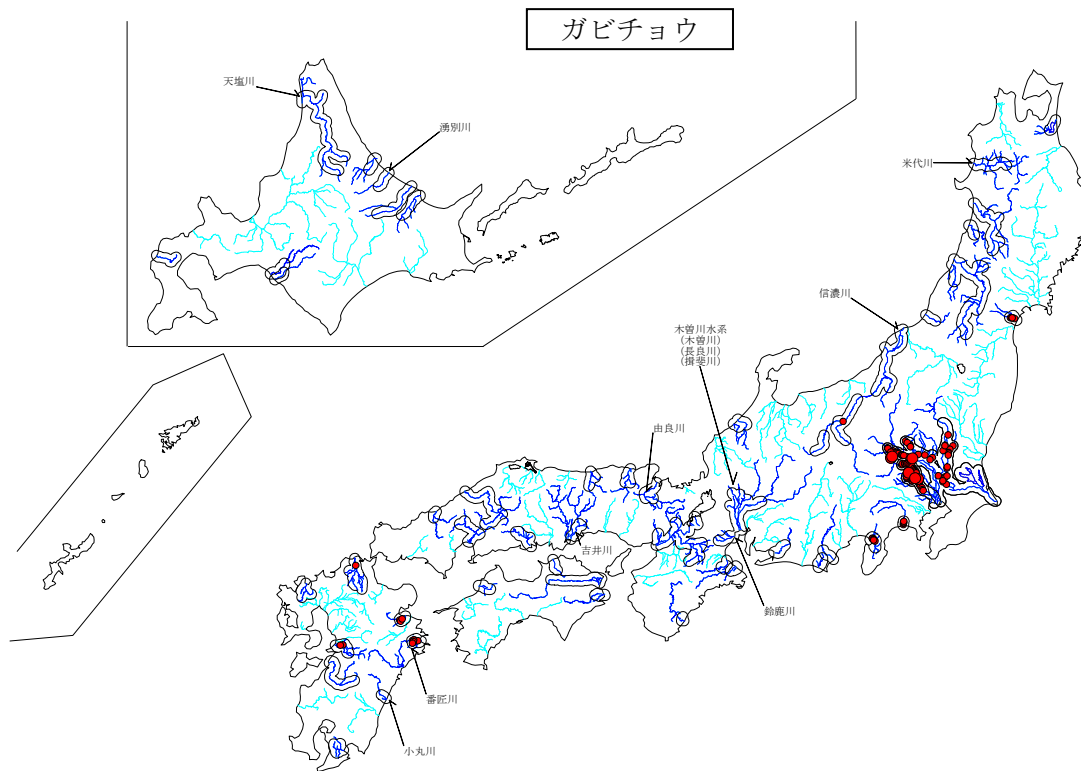 ガビチョウ
天塩川
湧別川
米代川
信濃川
木曽川水系
(木曽川)
(長良川)
(揖斐川)
由良川
吉井川
鈴鹿川
番匠川
小丸川